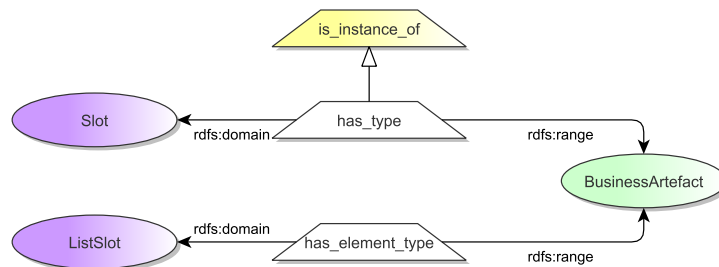 is_instance_of
Slot
rdfs:domain
has_type
rdfs:range
BusinessArtefact
ListSlot
rdfs:domain
has_element_type
rdfs:range